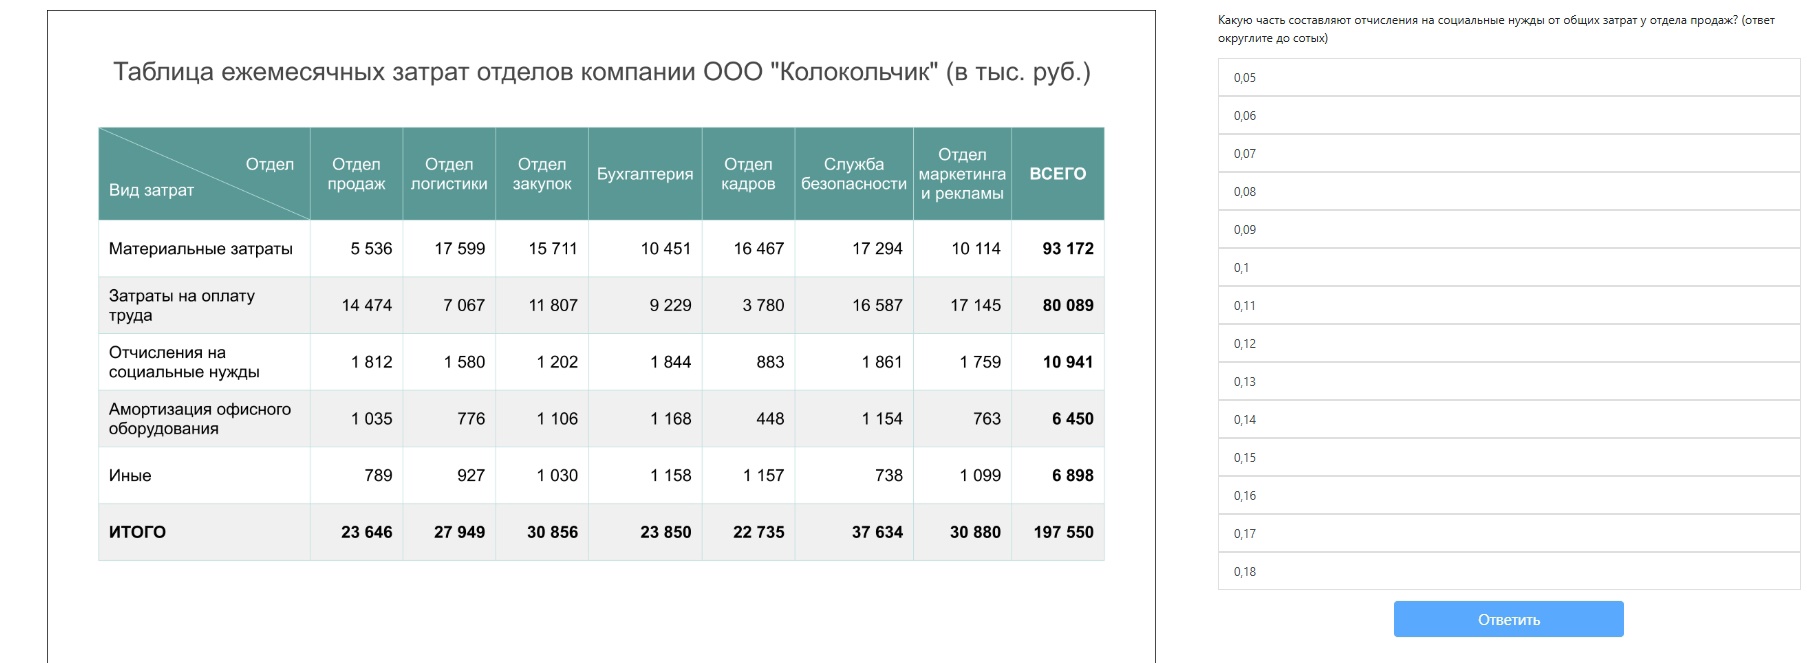 Таблица ежемесячных затрат отделов компании ООО "Колокольчик" (в тыс. руб.)
Отдел
Вид затрат
Отдел
продаж
Отдел
логистики
Отдел
закупок
Бухгалтерия
Отдел
кадров
Служба
безопасности
Отдел
маркетинга
и рекламы
ВСЕГО
Материальные затраты 5 536 17 599 15 711 10 451 16 467 17 294 10 114 93 172
Затраты на оплату
труда
14 474 7 067 11 807 9 229 3 780 16 587 17 145 80 089
Отчисления на
социальные нужды
1 812 1 580 1 202 1 844 883 1 861 1 759 10 941
Амортизация офисного
оборудования
1 035 776 1 106 1 168 448 1 154 763 6 450
Иные 789 927 1 030 1 158 1 157 738 1 099 6 898
ИТОГО 23 646 27 949 30 856 23 850 22 735 37 634 30 880 197 550
Какую часть составляют отчисления на социальные нужды от общих затрат у отдела продаж? (ответ
округлите до сотых)
0,05
0,06
0,07
0,08
0,09
0,1
0,11
0,12
0,13
0,14
0,15
0,16
0,17
0,18
Ответить